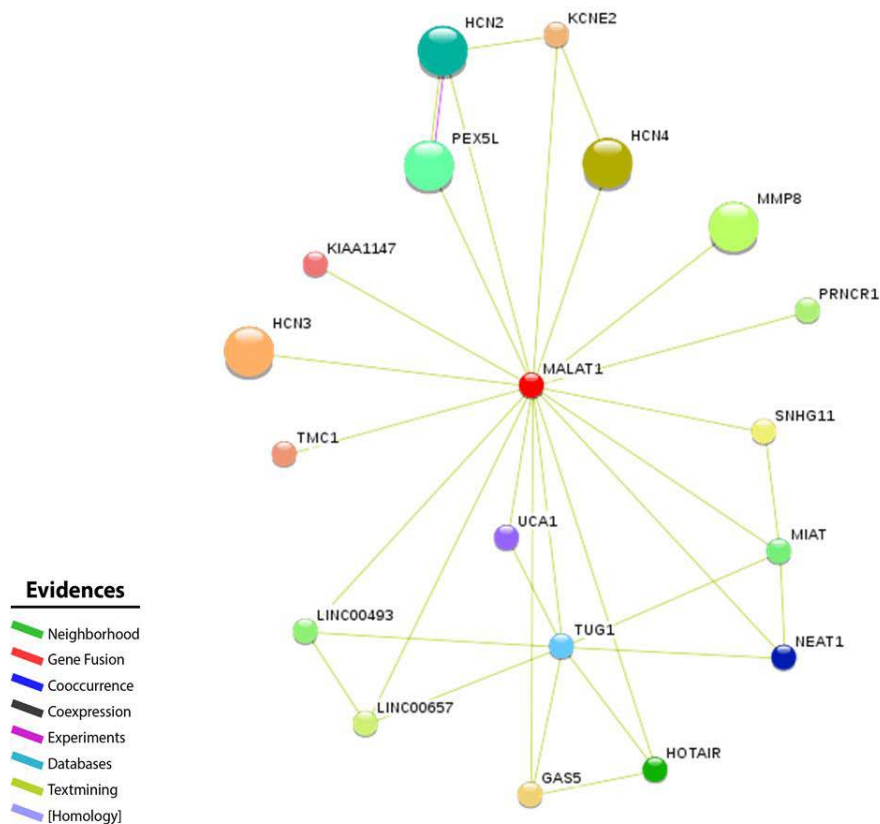 HCN2
KCNE2
PEX5L
HCN4
MMP8
KIAA1147
PRNCR1
HCN3
MALAT1
SNHG11
TMC1
UCA1
MIAT
LINC00493
TUG1
NEAT1
LINC00657
HOTAIR
GAS5
Evidences
Neighborhood
Gene Fusion
Cooccurrence
Coexpression
Experiments
Databases
Textmining
[Homology]